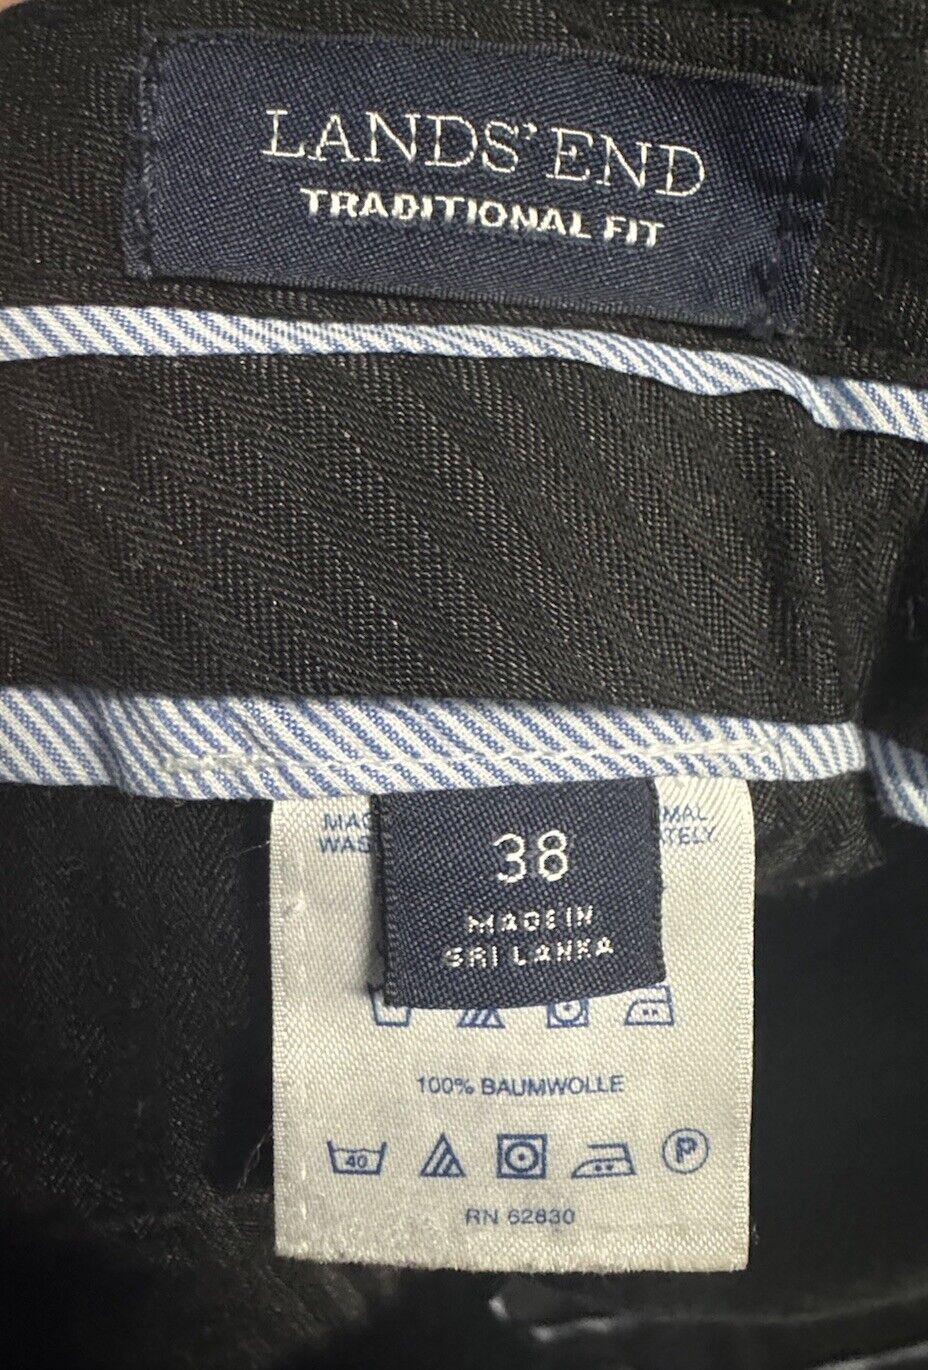 LANDS' END
TRADITIONAL FIT
38
MADE IN
SRI LANKA
100% BAUMWOLLE
40
P
RN 62830